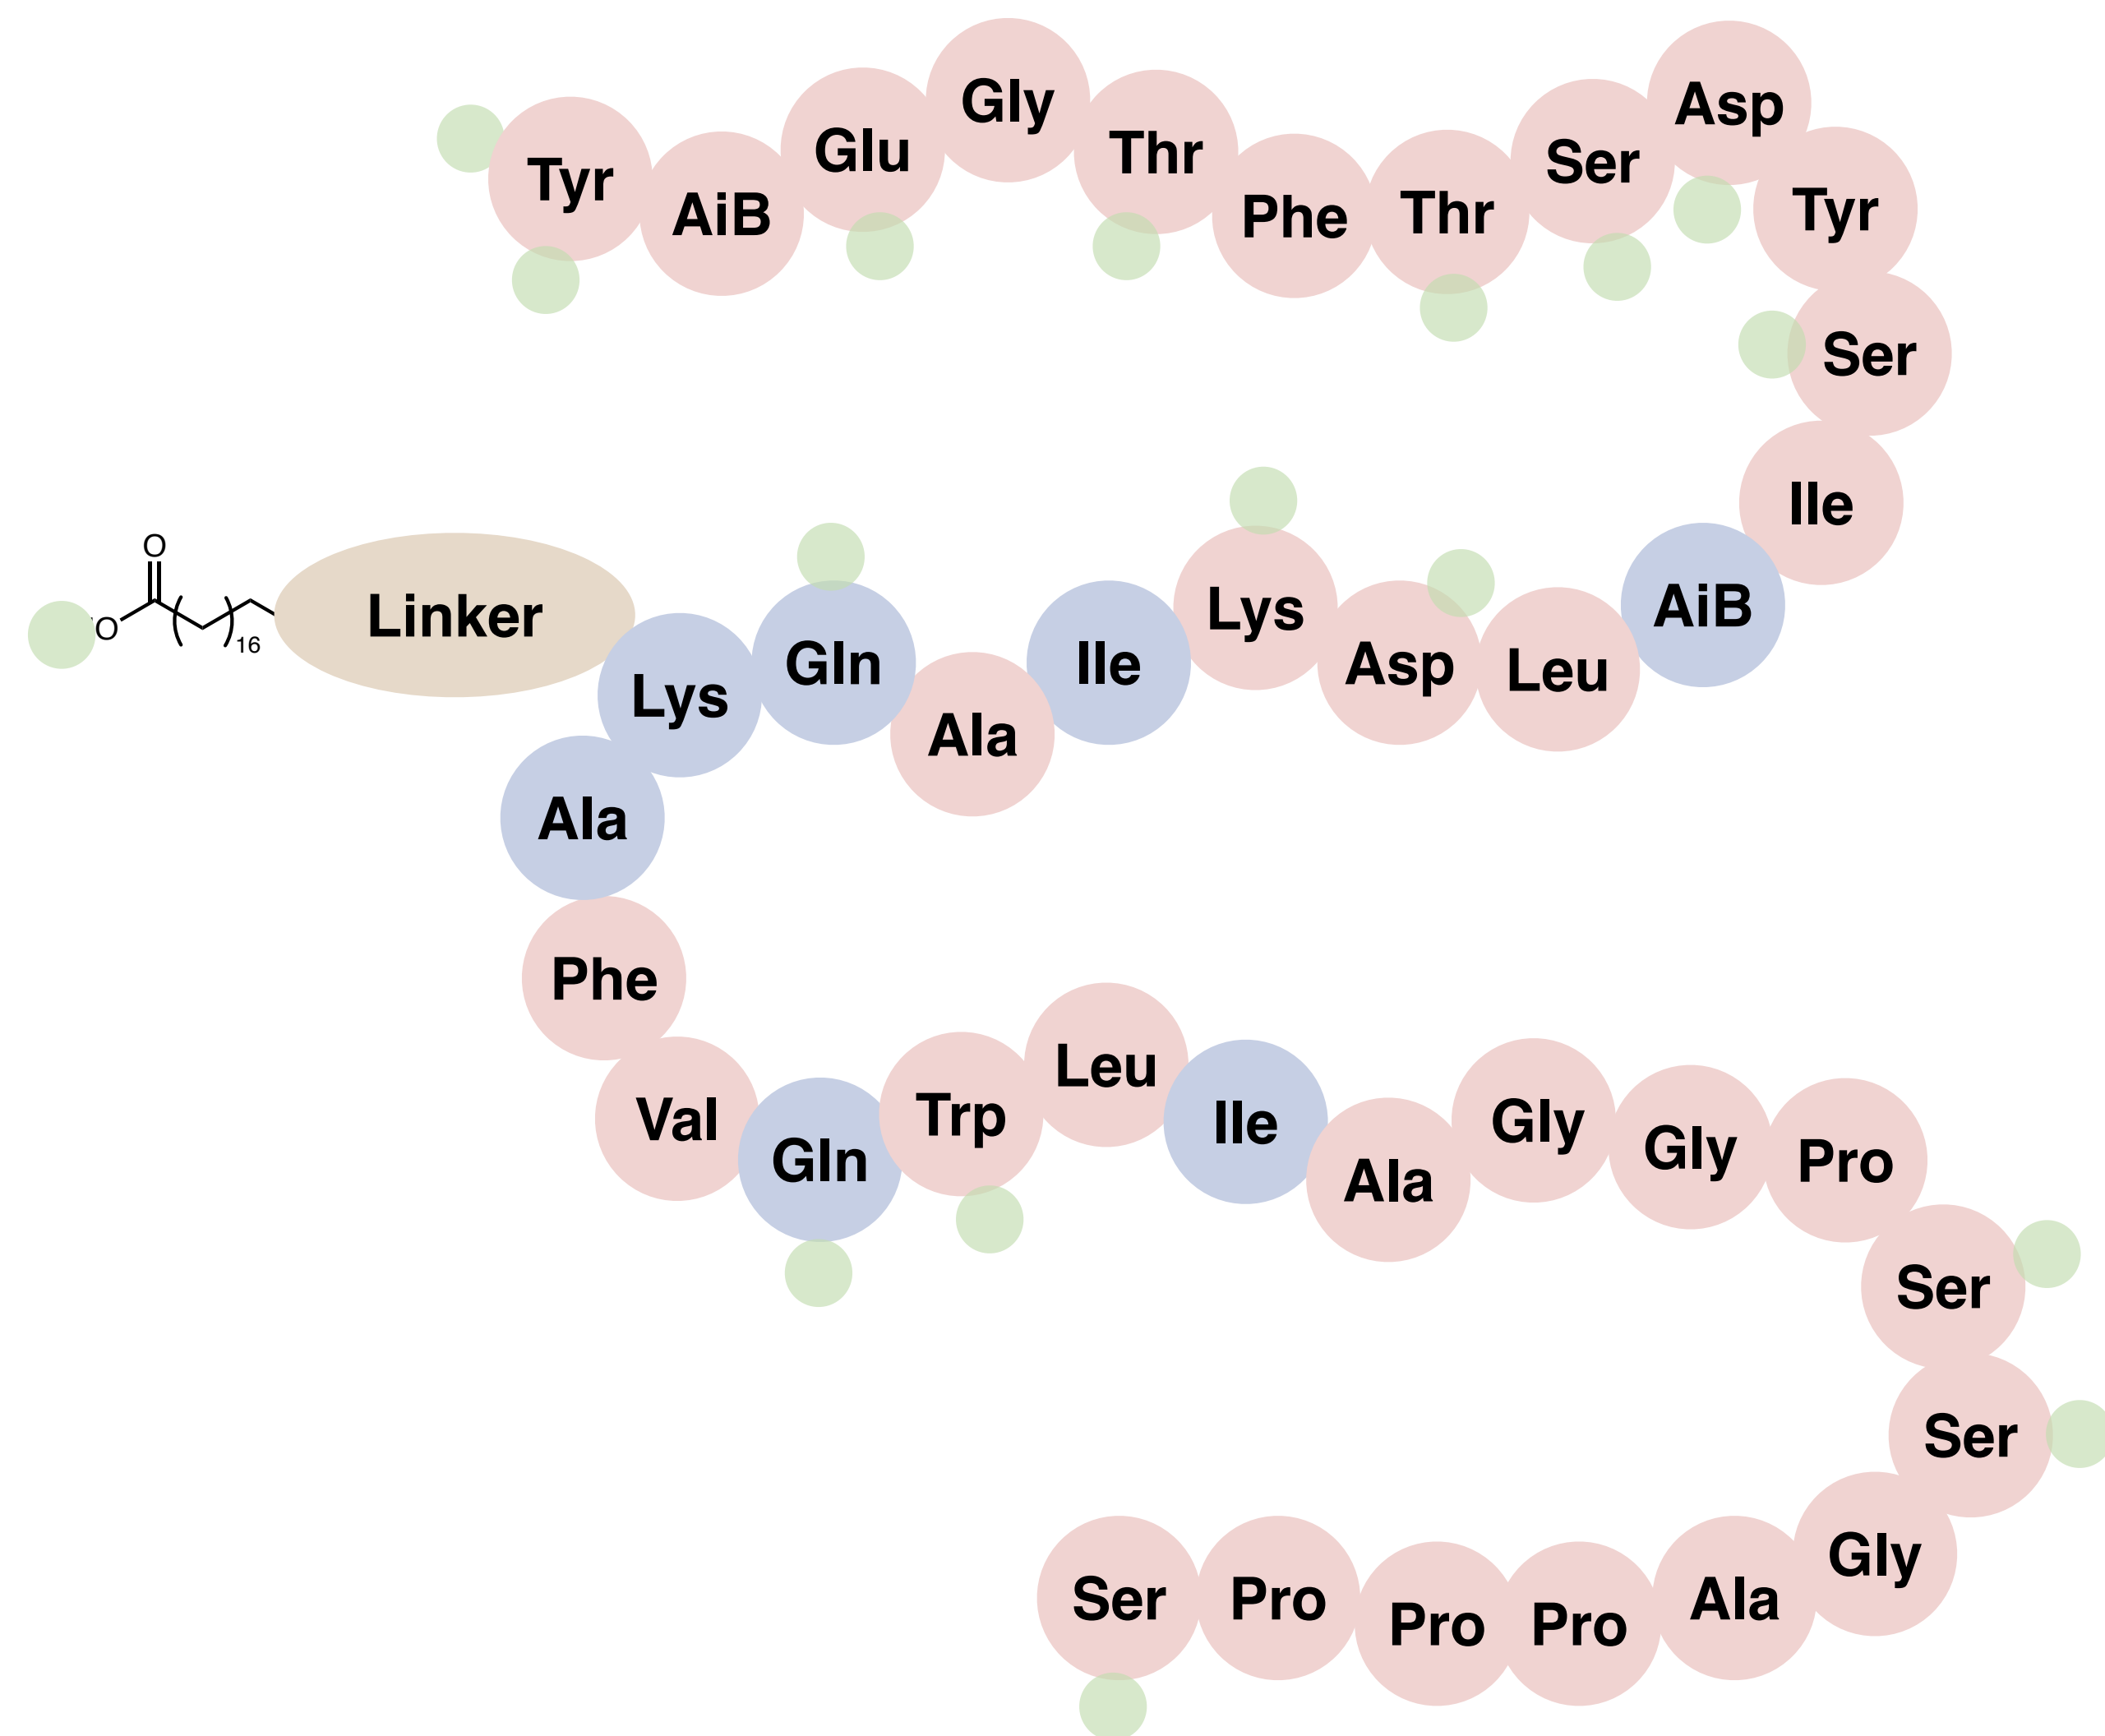 Tyr AiB Glu Gly Thr Phe Thr Ser Asp Tyr
Ser
Ile
AiB Leu Asp Lys Ile Ala Gln Lys
Linker
O
O
16
Ala
Phe
Val Gln Trp Leu Ile Ala Gly Gly Pro
Ser
Ser
Gly
Ala Pro Pro Pro Ser